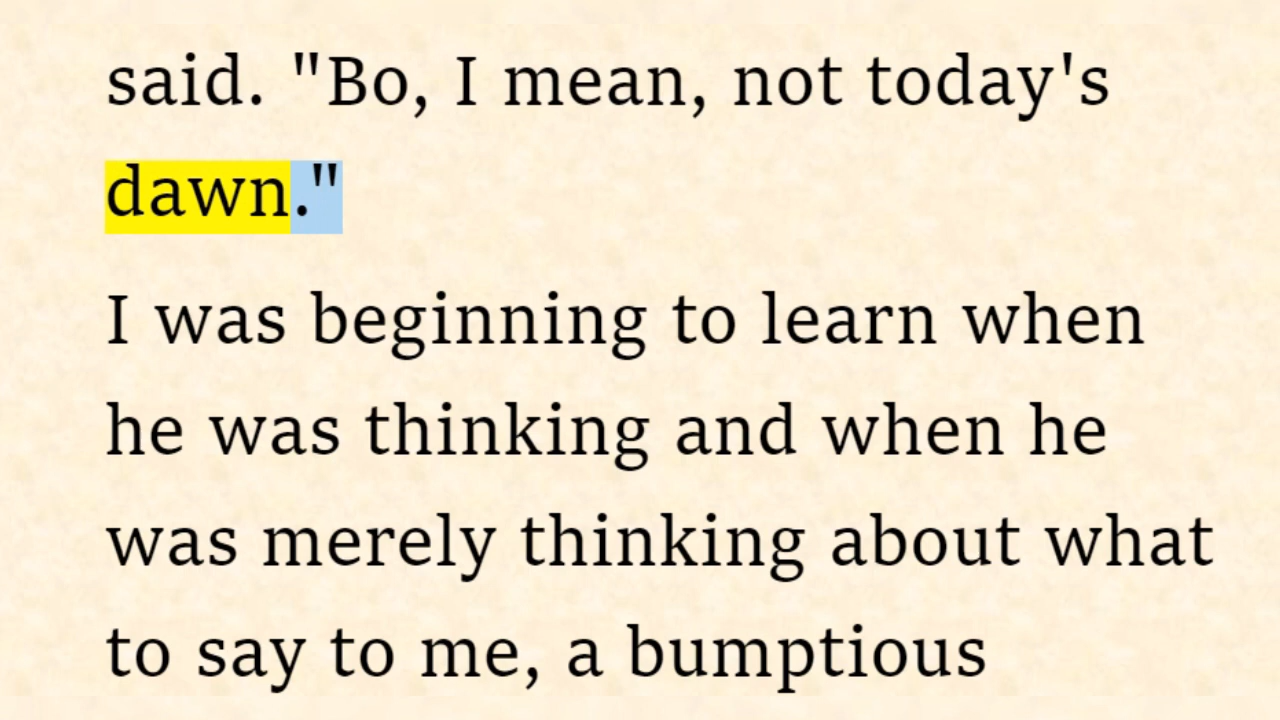 said. "Bo, I mean, not today's
dawn."
I was beginning to learn when
he was thinking and when he
was merely thinking about what
to say to me, a bumptious